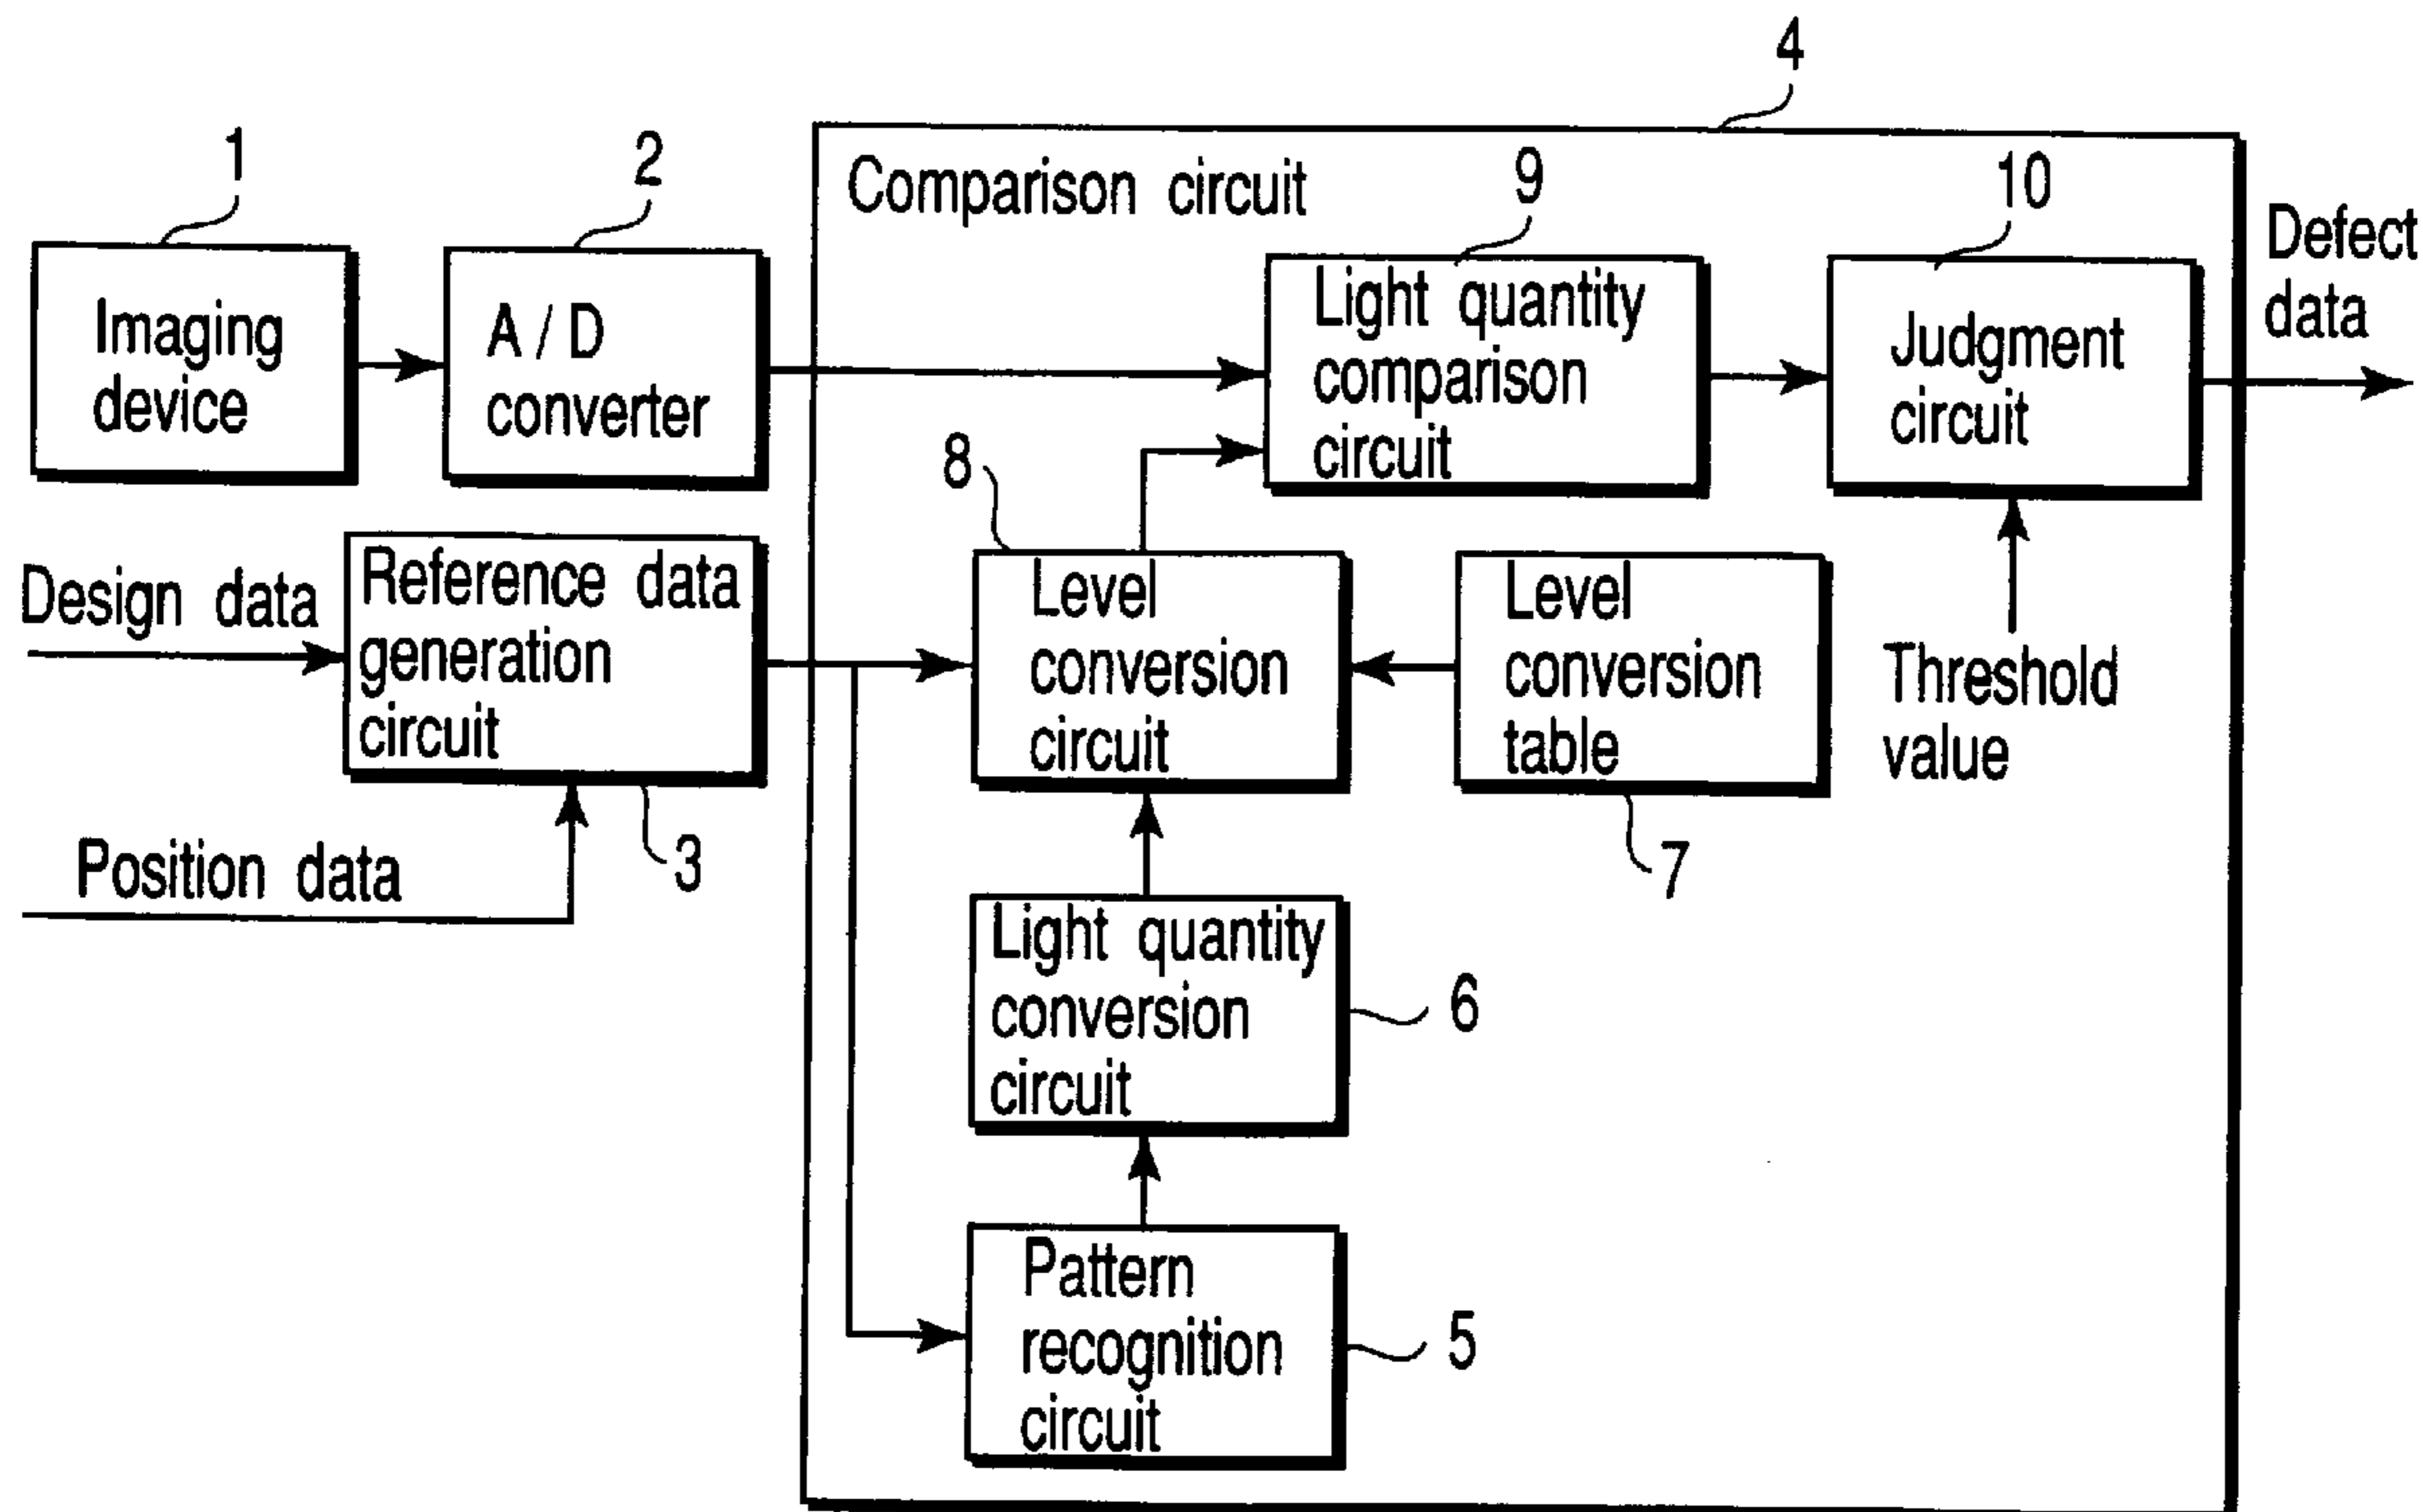 4
1
2
Comparison circuit
9
10
Defect
data
Imaging
device
A / D
converter
Light quantity
comparison
circuit
Judgment
circuit
8
Design data
Reference data
generation
circuit
Level
conversion
circuit
Level
conversion
table
Threshold
value
Position data
3
7
Light quantity
conversion
circuit
6
Pattern
recognition
circuit
5